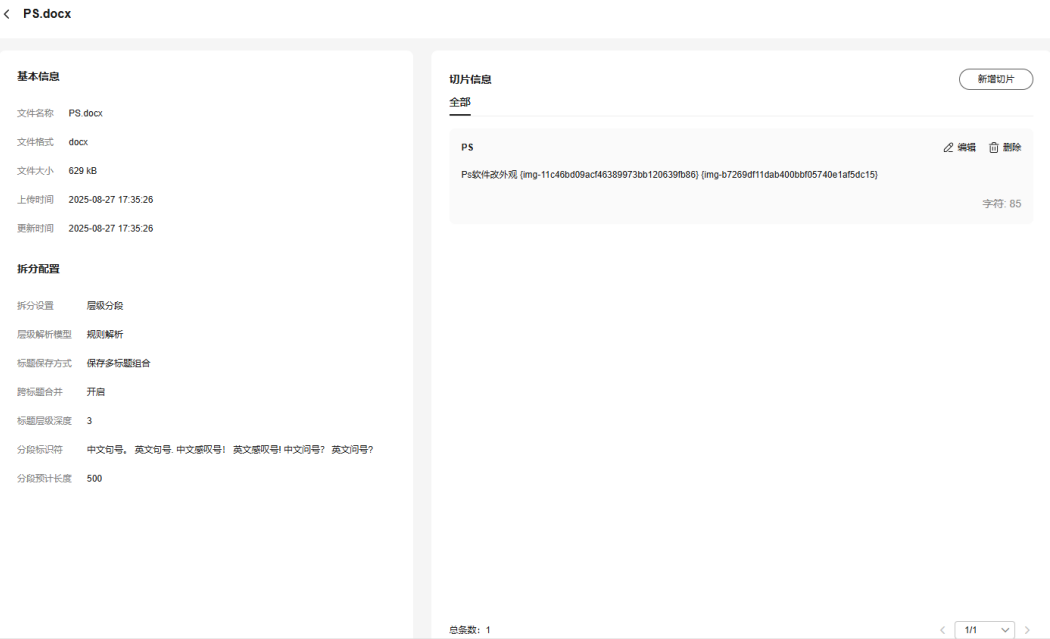 PS.docx
基本信息
文件名称 PS.docx
文件格式 docx
文件大小 629 kB
上传时间 2025-08-27 17:35:26
更新时间 2025-08-27 17:35:26
拆分配置
拆分设置 层级分段
层级解析模型 规则解析
标题保存方式 保存多标题组合
跨标题合并 开启
标题层级深度 3
分段标识符 中文句号。 英文句号. 中文感叹号！ 英文感叹号! 中文问号？ 英文问号?
分段预计长度 500
切片信息
新增切片
全部
PS
编辑 删除
Ps软件改外观 {img-11c46bd09acf46389973bb120639fb86} {img-b7269df11dab400bbf05740e1af5dc15}
字符: 85
总条数: 1
1/1